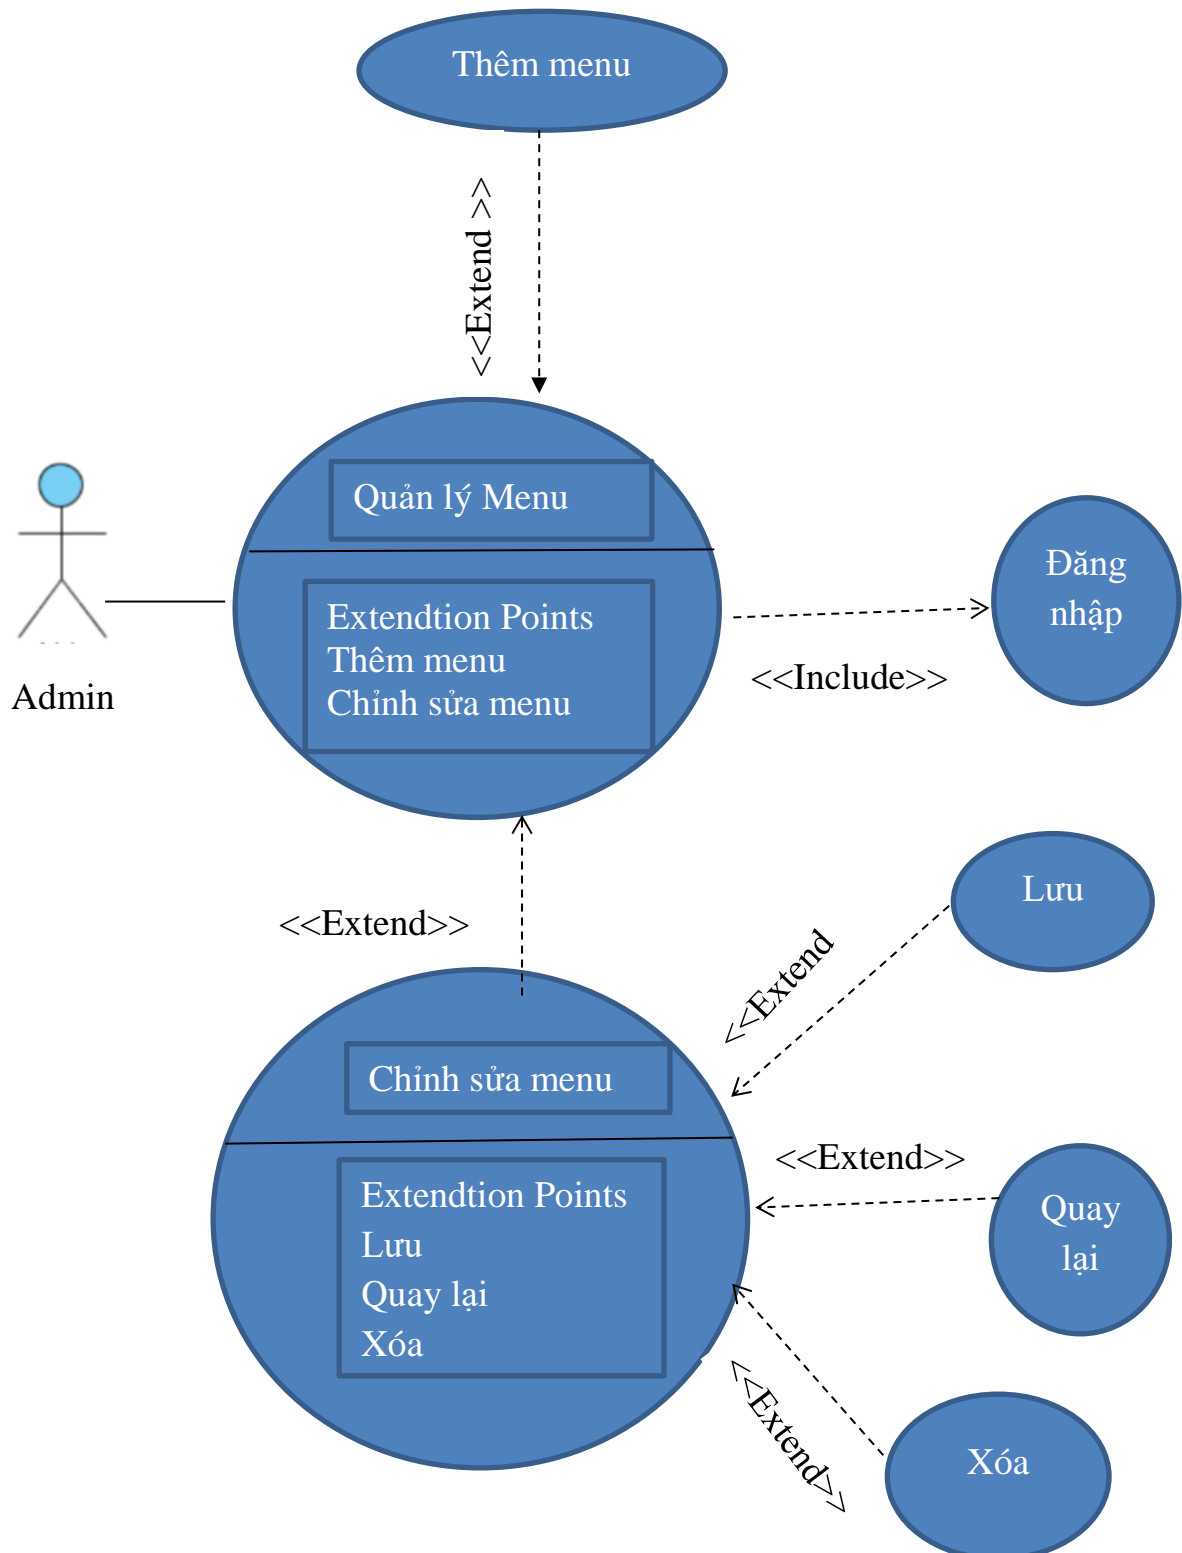 Thêm menu
<<Extend >>
Quản lý Menu
Extendtion Points
Thêm menu
Chỉnh sửa menu
Admin
Đăng
nhập
<<Include>>
<<Extend>>
Lưu
<<Extend
Chỉnh sửa menu
Extendtion Points
Lưu
Quay lại
Xóa
<<Extend>>
Quay
lại
<<Extend>>
Xóa